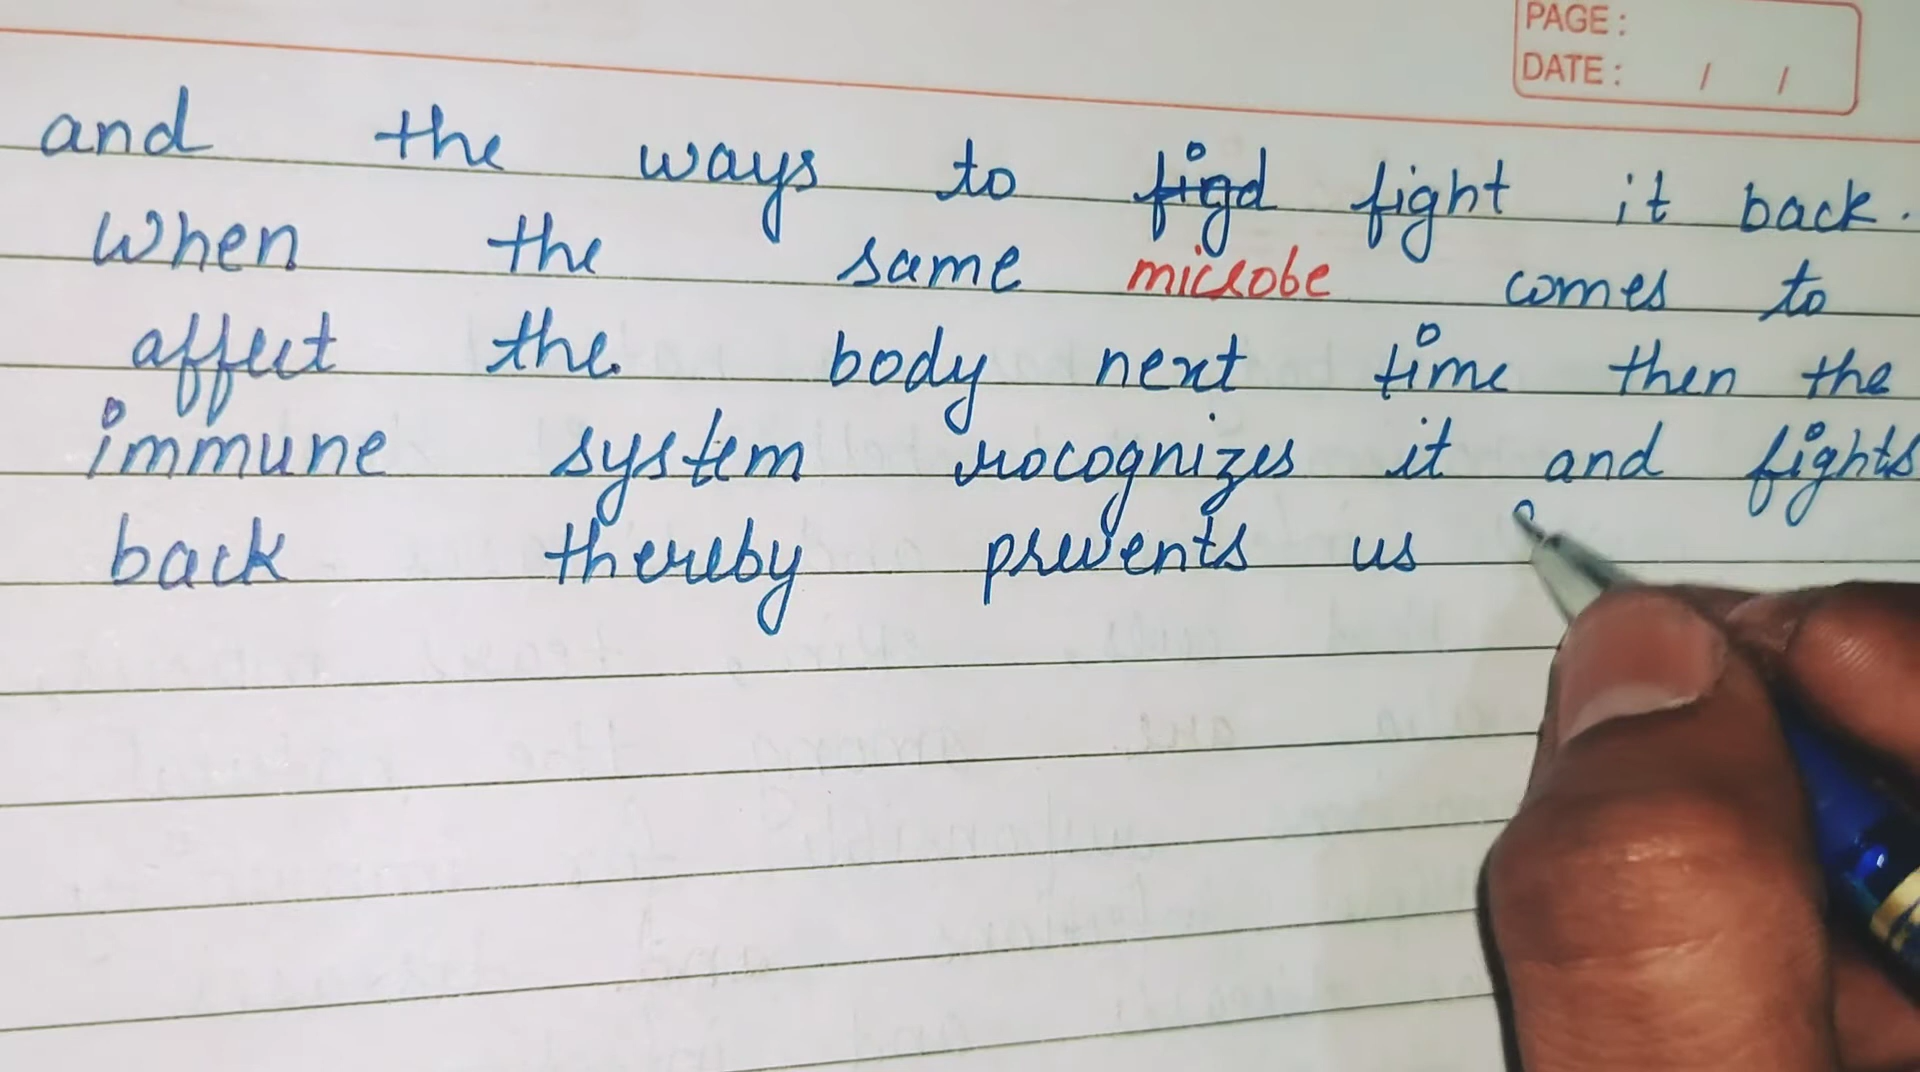 PAGE :
DATE : / /
and the ways to figd fight it back.
When the same microbe comes to
affect the body next time then the
immune system rocognizes it and fights
back thereby prevents us